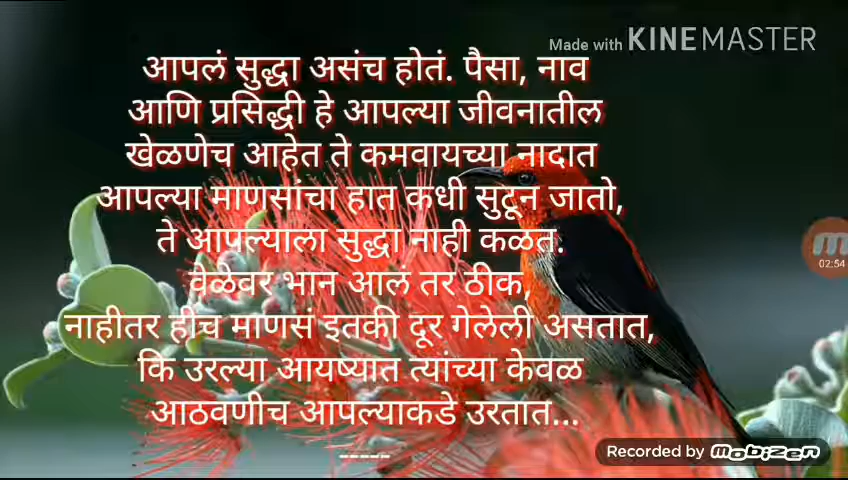 Made with KINEMASTER
आपलं सुद्धा असंच होतं. पैसा, नाव
आणि प्रसिद्धी हे आपल्या जीवनातील
खेळणेच आहेत ते कमवायच्या नादात
आपल्या माणसांचा हात कधी सुटून जातो,
ते आपल्याला सुद्धा नाही कळत.
वेळेवर भान आलं तर ठीक,
नाहीतर हीच माणसं इतकी दूर गेलेली असतात,
कि उरल्या आयष्यात त्यांच्या केवळ
आठवणीच आपल्याकडे उरतात...
-----
02:54
Recorded by mobizen